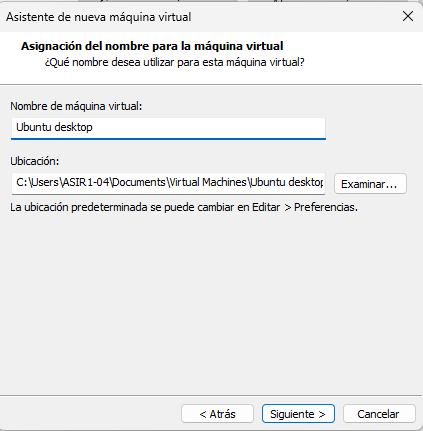 Asistente de nueva máquina virtual
Asignación del nombre para la máquina virtual
¿Qué nombre desea utilizar para esta máquina virtual?
Nombre de máquina virtual:
Ubuntu desktop
Ubicación:
C:\Users\ASIR1-04\Documents\Virtual Machines\Ubuntu desktop
Examinar...
La ubicación predeterminada se puede cambiar en Editar > Preferencias.
< Atrás
Siguiente >
Cancelar